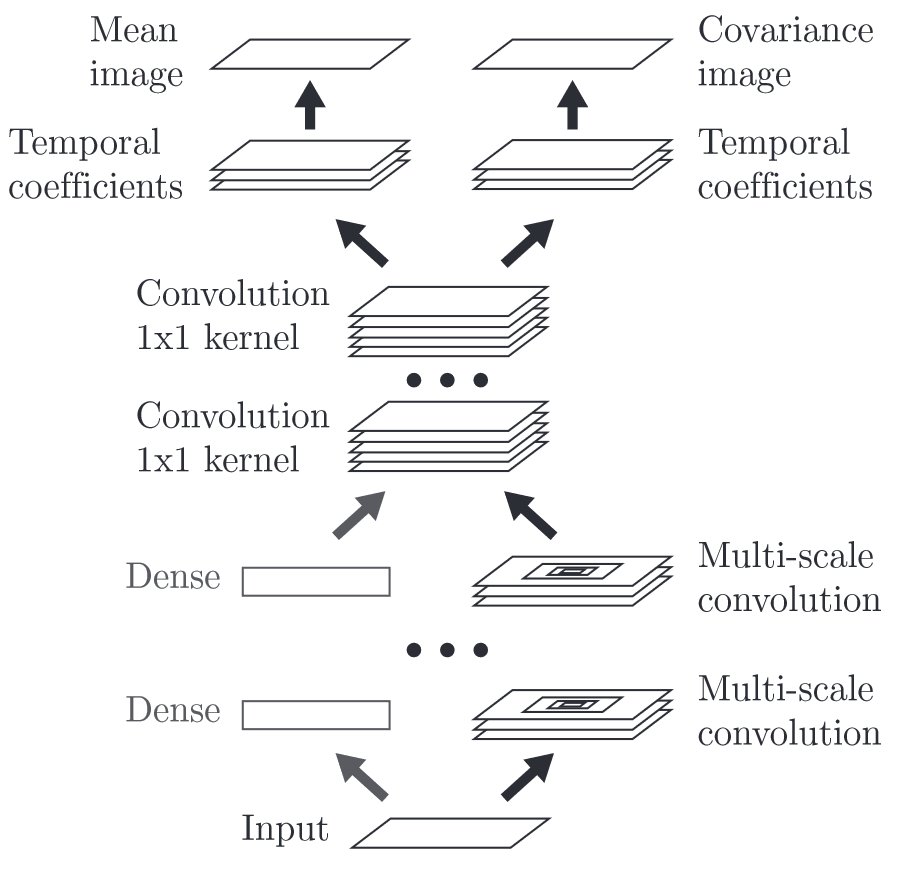 Mean
image
Covariance
image
Temporal
coefficients
Temporal
coefficients
Convolution
1x1 kernel
Convolution
1x1 kernel
Dense
Multi-scale
convolution
Dense
Multi-scale
convolution
Input